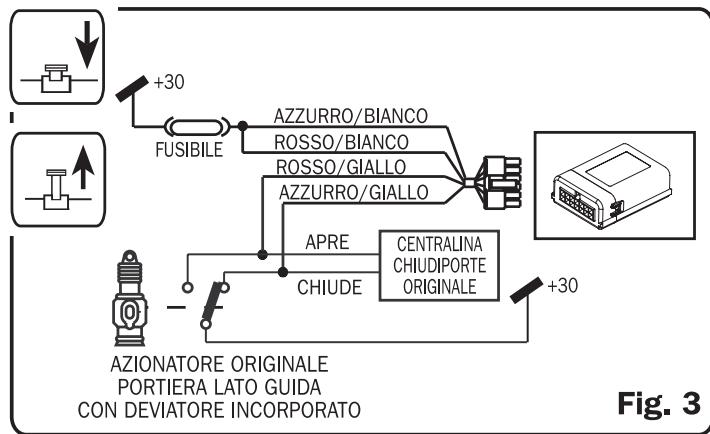 +30
FUSIBILE
AZZURRO/BIANCO
ROSSO/BIANCO
ROSSO/GIALLO
AZZURRO/GIALLO
APRE
CHIUDE
CENTRALINA
CHIUDIPORTE
ORIGINALE
+30
AZIONATORE ORIGINALE
PORTIERA LATO GUIDA
CON DEVIATORE INCORPORATO
Fig. 3